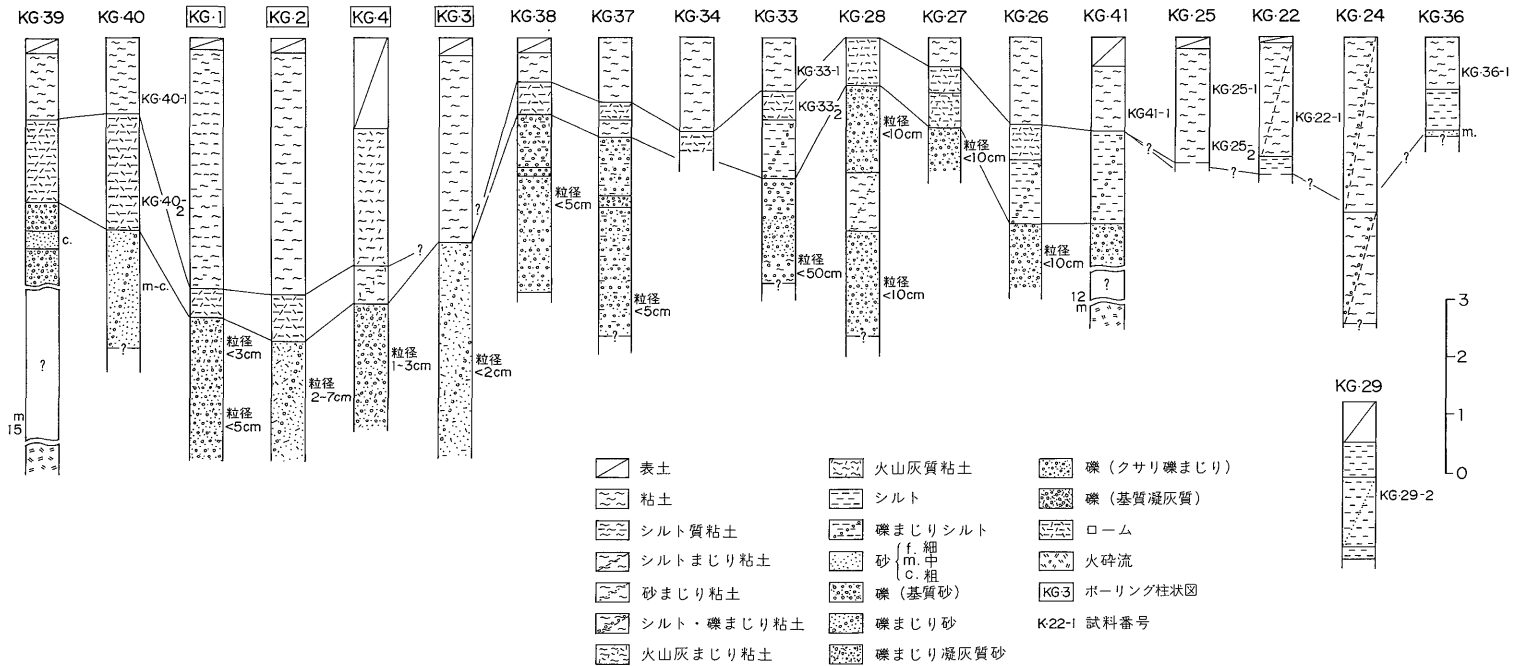 KG·39 KG·40 KG·1 KG·2 KG·4 KG·3 KG·38 KG·37 KG·34 KG·33 KG·28 KG·27 KG·26 KG·41 KG·25 KG·22 KG·24 KG·36
KG·40-1
KG·40-2
c.
m-c.
?
m
15
?
粒径
<3cm
粒径
<5cm
粒径
2~7cm
粒径
1~3cm
?
粒径
<2cm
?
粒径
<5cm
粒径
<5cm
?
KG·33-1
KG·33-2
粒径
<50cm
?
粒径
<10cm
粒径
<10cm
?
粒径
<10cm
粒径
<10cm
KG41-1
?
12
m
?
KG·25-1
KG·25-2
?
KG·22-1
?
?
?
KG·36-1
m.
?
3
2
1
0
KG·29
KG·29-2
表土
粘土
シルト質粘土
シルトまじり粘土
砂まじり粘土
シルト・礫まじり粘土
火山灰まじり粘土
火山灰質粘土
シルト
礫まじりシルト
砂 f. 細
m. 中
c. 粗
礫（基質砂）
礫まじり砂
礫まじり凝灰質砂
礫（クサリ礫まじり）
礫（基質凝灰質）
ローム
火砕流
KG·3 ボーリング柱状図
K·22-1 試料番号